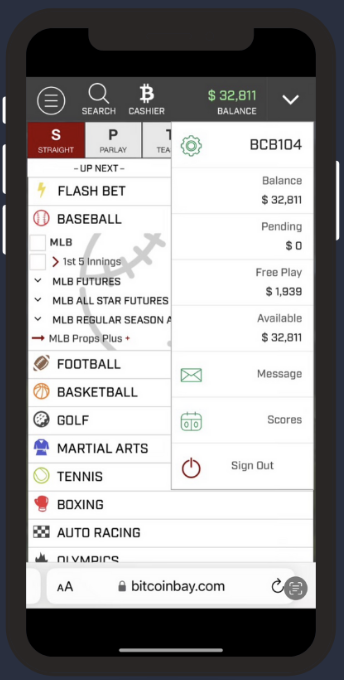 SEARCH
CASHIER
$ 32,811
BALANCE
S
STRAIGHT
P
PARLAY
- UP NEXT -
FLASH BET
BASEBALL
MLB
1st 5 Innings
MLB FUTURES
MLB ALL STAR FUTURES
MLB REGULAR SEASON
MLB Props Plus +
FOOTBALL
BASKETBALL
GOLF
MARTIAL ARTS
TENNIS
BOXING
AUTO RACING
OLYMPICS
BCB104
Balance
$ 32,811
Pending
$ 0
Free Play
$ 1,939
Available
$ 32,811
Message
Scores
Sign Out
AA
bitcoinbay.com